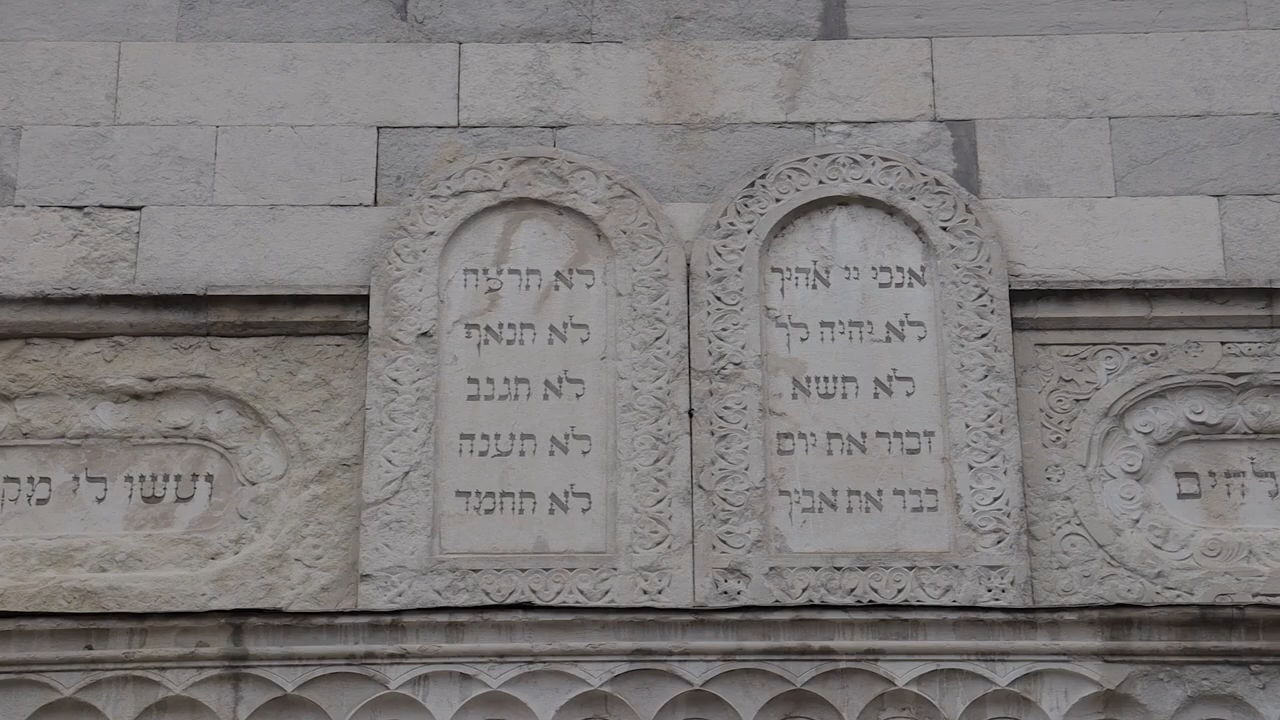 אנכי יי אלהיך
לא יהיה לך
לא תשא
זכור את יום
כבד את אביך
לא תרצח
לא תנאף
לא תגנב
לא תענה
לא תחמד
ועשו לי